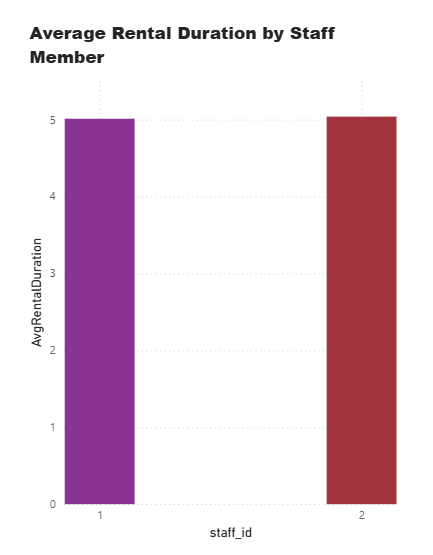 Average Rental Duration by Staff
Member
5
4
3
2
1
0
AvgRentalDuration
1 2
staff_id